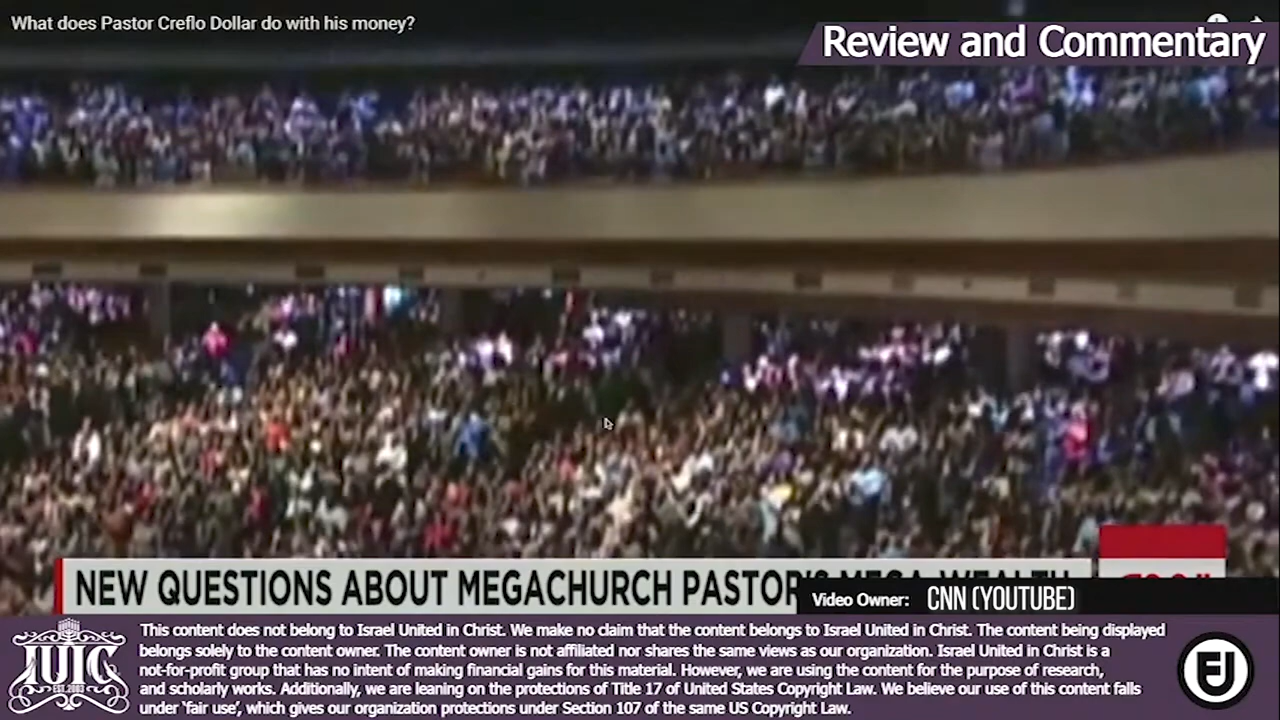 What does Pastor Creflo Dollar do with his money?
Review and Commentary
NEW QUESTIONS ABOUT MEGACHURCH PASTOR'S MEGA-WEALTH
Video Owner: CNN (YOUTUBE)
This content does not belong to Israel United in Christ. We make no claim that the content belongs to Israel United in Christ. The content being displayed
belongs solely to the content owner. The content owner is not affiliated nor shares the same views as our organization. Israel United in Christ is a
not-for-profit group that has no intent of making financial gains for this material. However, we are using the content for the purpose of research,
and scholarly works. Additionally, we are leaning on the protections of Title 17 of United States Copyright Law. We believe our use of this content falls
under 'fair use', which gives our organization protections under Section 107 of the same US Copyright Law.
IUIC
EST. 2003